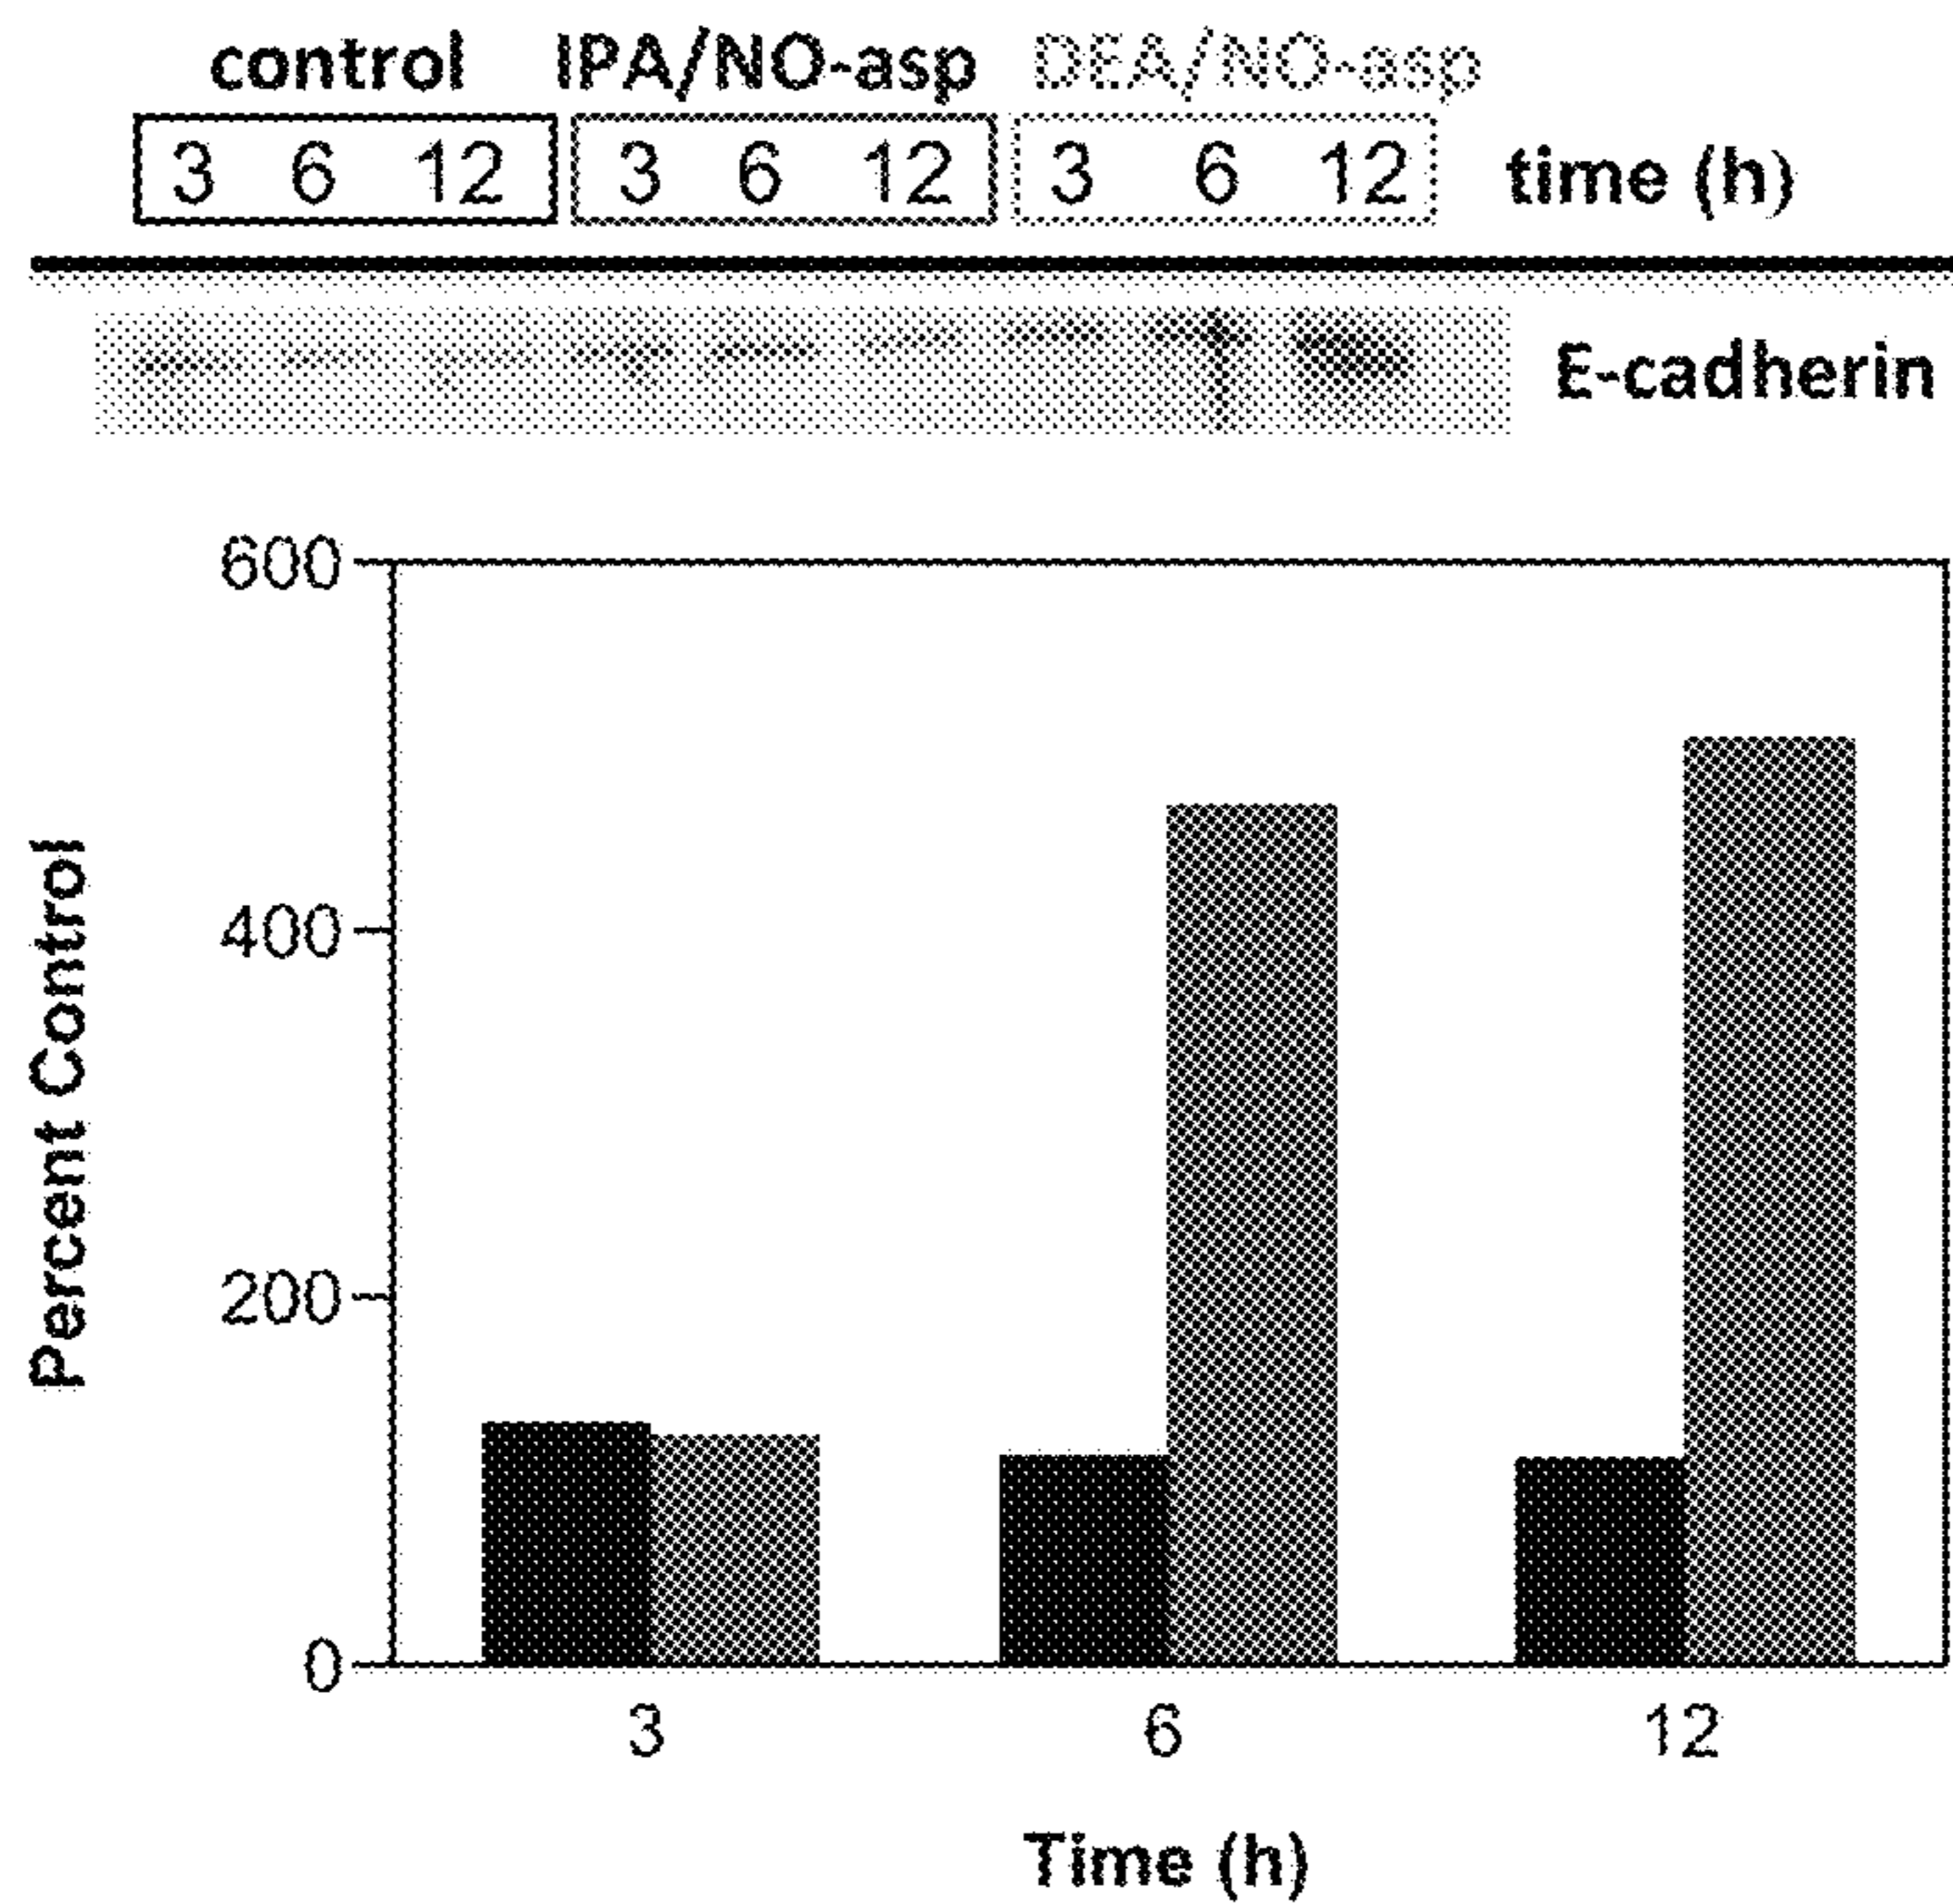 control IPA/NO-asp DEA/NO-asp
3 6 12 3 6 12 3 6 12 time (h)
E-cadherin
600
400
200
0
Percent Control
3 6 12
Time (h)